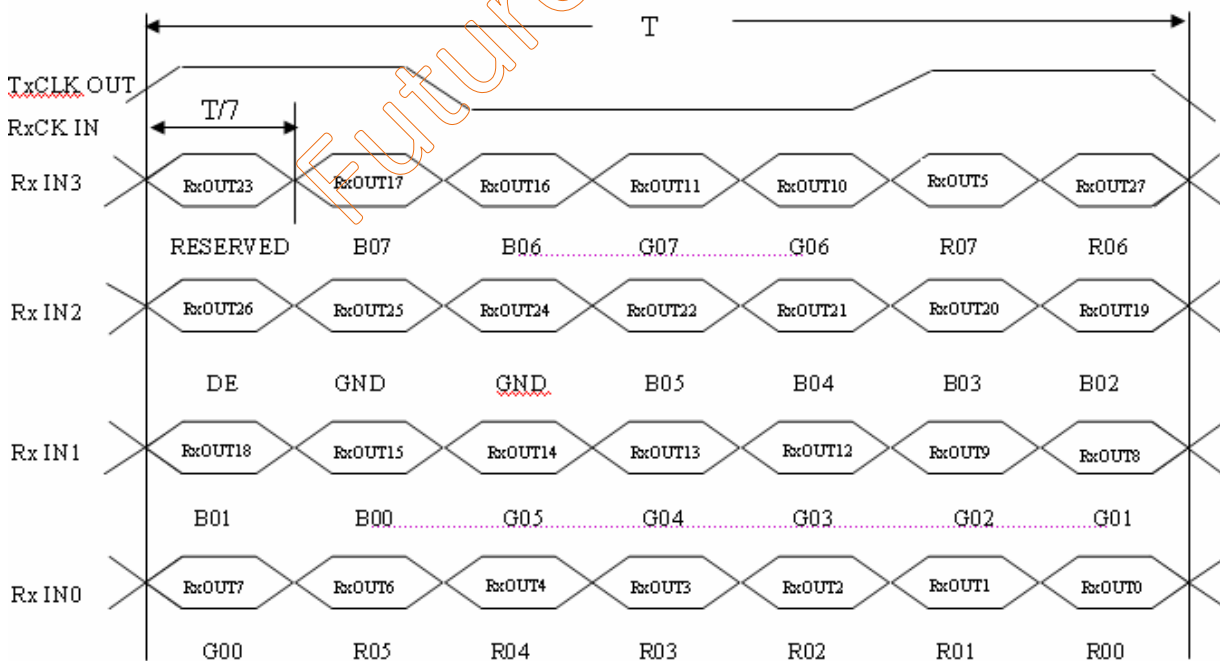 T
TxCLK OUT
T/7
RxCK IN
Rx IN3 RxOUT23 RxOUT17 RxOUT16 RxOUT11 RxOUT10 RxOUT5 RxOUT27
RESERVED B07 B06 G07 G06 R07 R06
Rx IN2 RxOUT26 RxOUT25 RxOUT24 RxOUT22 RxOUT21 RxOUT20 RxOUT19
DE GND GND B05 B04 B03 B02
Rx IN1 RxOUT18 RxOUT15 RxOUT14 RxOUT13 RxOUT12 RxOUT9 RxOUT8
B01 B00 G05 G04 G03 G02 G01
Rx IN0 RxOUT7 RxOUT6 RxOUT4 RxOUT3 RxOUT2 RxOUT1 RxOUT0
G00 R05 R04 R03 R02 R01 R00